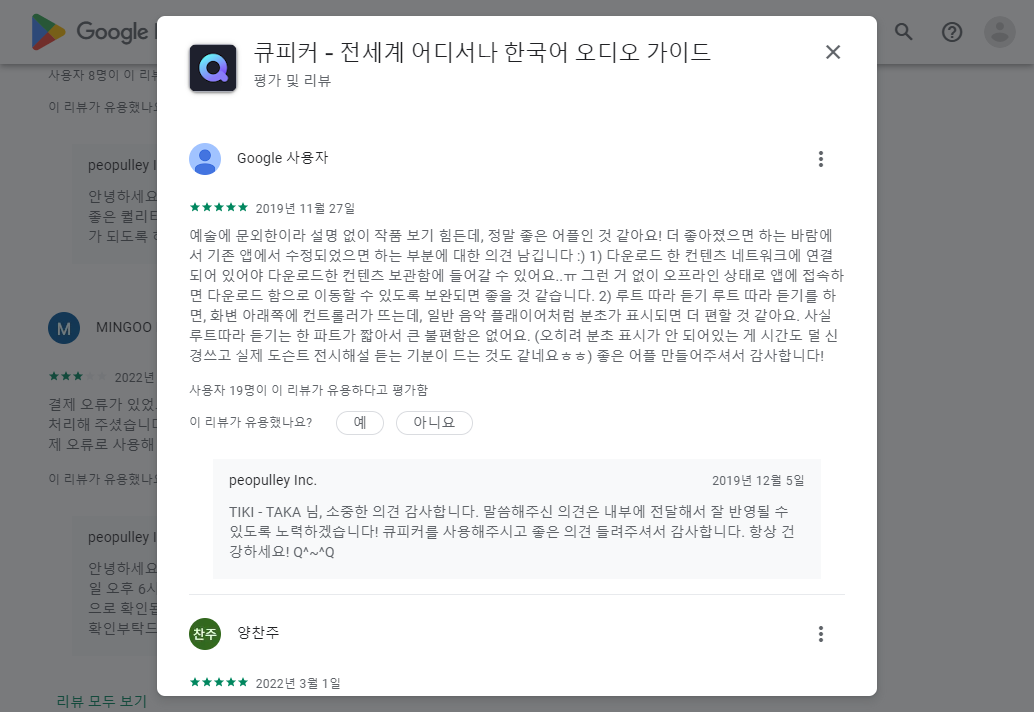 Google
큐피커 - 전세계 어디서나 한국어 오디오 가이드
평가 및 리뷰
사용자 8명이 이 리뷰
이 리뷰가 유용했나요
peopulley I
안녕하세요
좋은 퀄리티
가 되도록
MINGOO
2022년
결제 오류가 있었
처리해 주셨습니다
제 오류로 사용해
이 리뷰가 유용했나요
peopulley I
안녕하세요
일 오후 6시
으로 확인됩
확인부탁드
리뷰 모두 보기
Google 사용자
2019년 11월 27일
예술에 문외한이라 설명 없이 작품 보기 힘든데, 정말 좋은 어플인 것 같아요! 더 좋아졌으면 하는 바람에
서 기존 앱에서 수정되었으면 하는 부분에 대한 의견 남깁니다 :) 1) 다운로드 한 컨텐츠 네트워크에 연결
되어 있어야 다운로드한 컨텐츠 보관함에 들어갈 수 있어요..ㅠ 그런 거 없이 오프라인 상태로 앱에 접속하
면 다운로드 함으로 이동할 수 있도록 보완되면 좋을 것 같습니다. 2) 루트 따라 듣기 루트 따라 듣기를 하
면, 화변 아래쪽에 컨트롤러가 뜨는데, 일반 음악 플래이어처럼 분초가 표시되면 더 편할 것 같아요. 사실
루트따라 듣기는 한 파트가 짧아서 큰 불편함은 없어요. (오히려 분초 표시가 안 되어있는 게 시간도 덜 신
경쓰고 실제 도슨트 전시해설 듣는 기분이 드는 것도 같네요ㅎㅎ) 좋은 어플 만들어주셔서 감사합니다!
사용자 19명이 이 리뷰가 유용하다고 평가함
이 리뷰가 유용했나요? 예 아니요
peopulley Inc. 2019년 12월 5일
TIKI - TAKA 님, 소중한 의견 감사합니다. 말씀해주신 의견은 내부에 전달해서 잘 반영될 수
있도록 노력하겠습니다! 큐피커를 사용해주시고 좋은 의견 들려주셔서 감사합니다. 항상 건
강하세요! Q^~^Q
찬주 양찬주
2022년 3월 1일